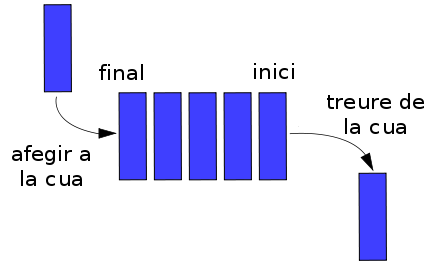 final
inici
treure de
la cua
afegir a
la cua